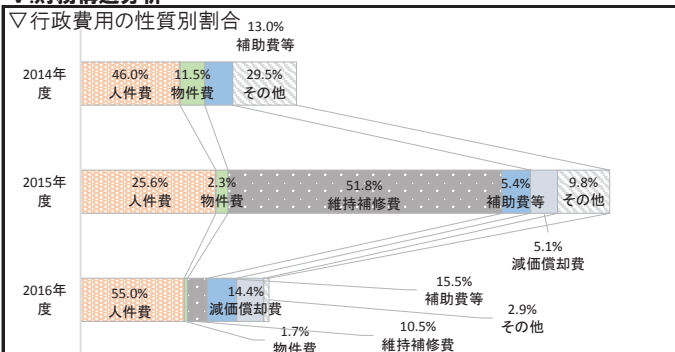 ▽行政費用の性質別割合
13.0%
補助費等
2014年
度
46.0%
人件費
11.5%
物件費
29.5%
その他
2015年
度
25.6%
人件費
2.3%
物件費
51.8%
維持補修費
5.4%
補助費等
9.8%
その他
5.1%
減価償却費
2016年
度
55.0%
人件費
14.4%
減価償却費
15.5%
補助費等
2.9%
その他
1.7%
物件費
10.5%
維持補修費